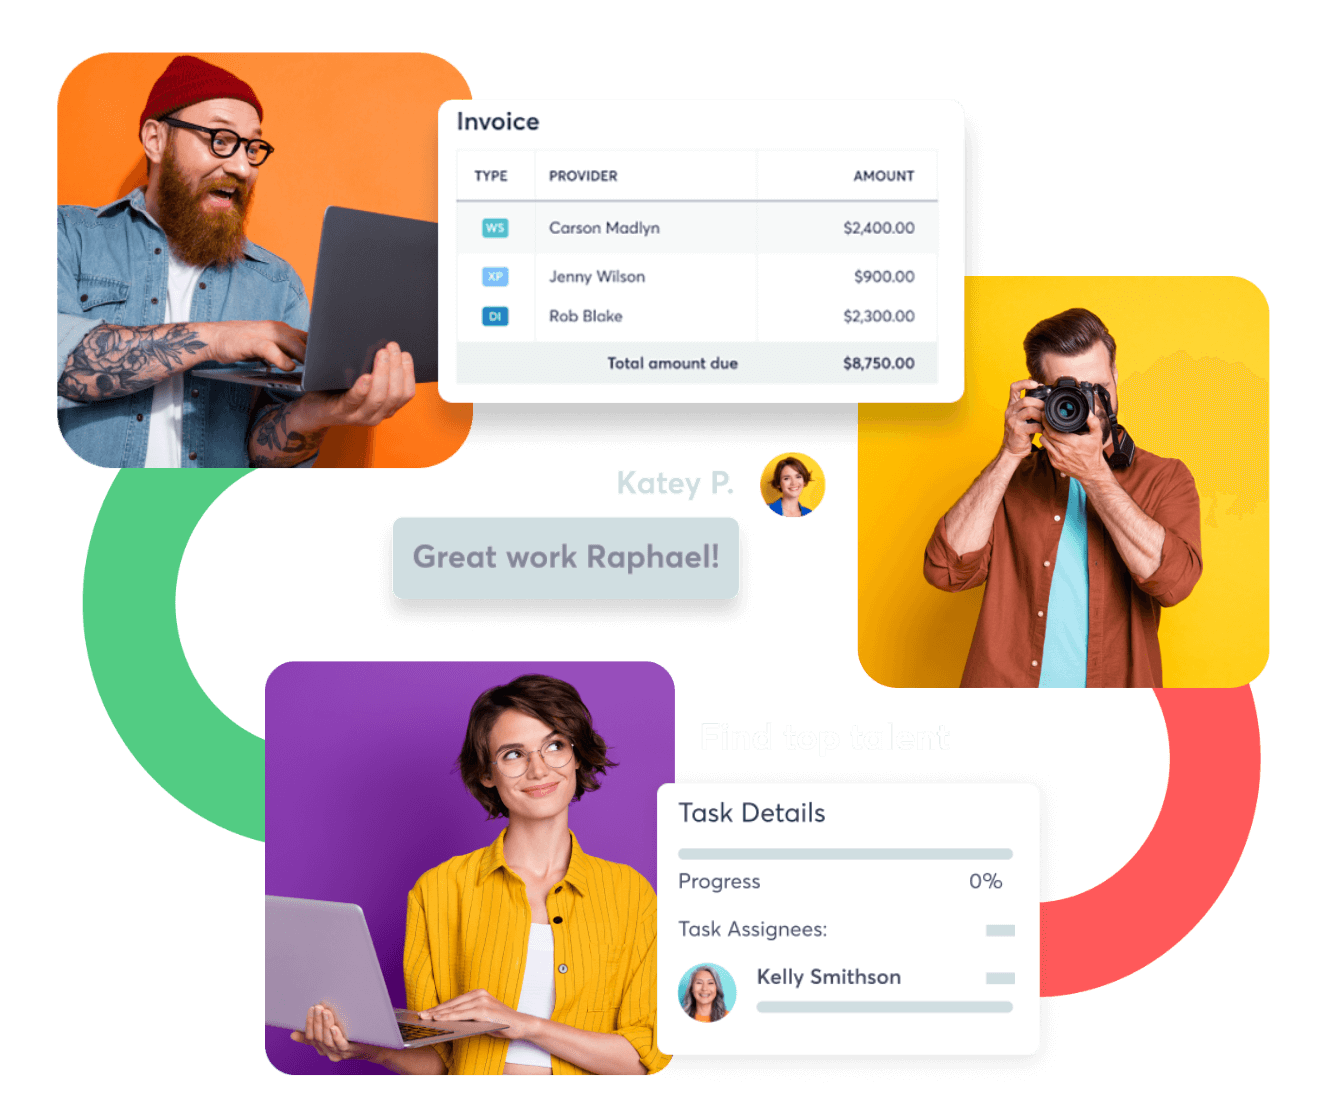 Invoice
TYPE PROVIDER AMOUNT
WS Carson Madlyn $2,400.00
XP Jenny Wilson $900.00
DI Rob Blake $2,300.00
Total amount due $8,750.00
Katey P.
Great work Raphael!
Find top talent
Task Details
Progress 0%
Task Assignees:
Kelly Smithson